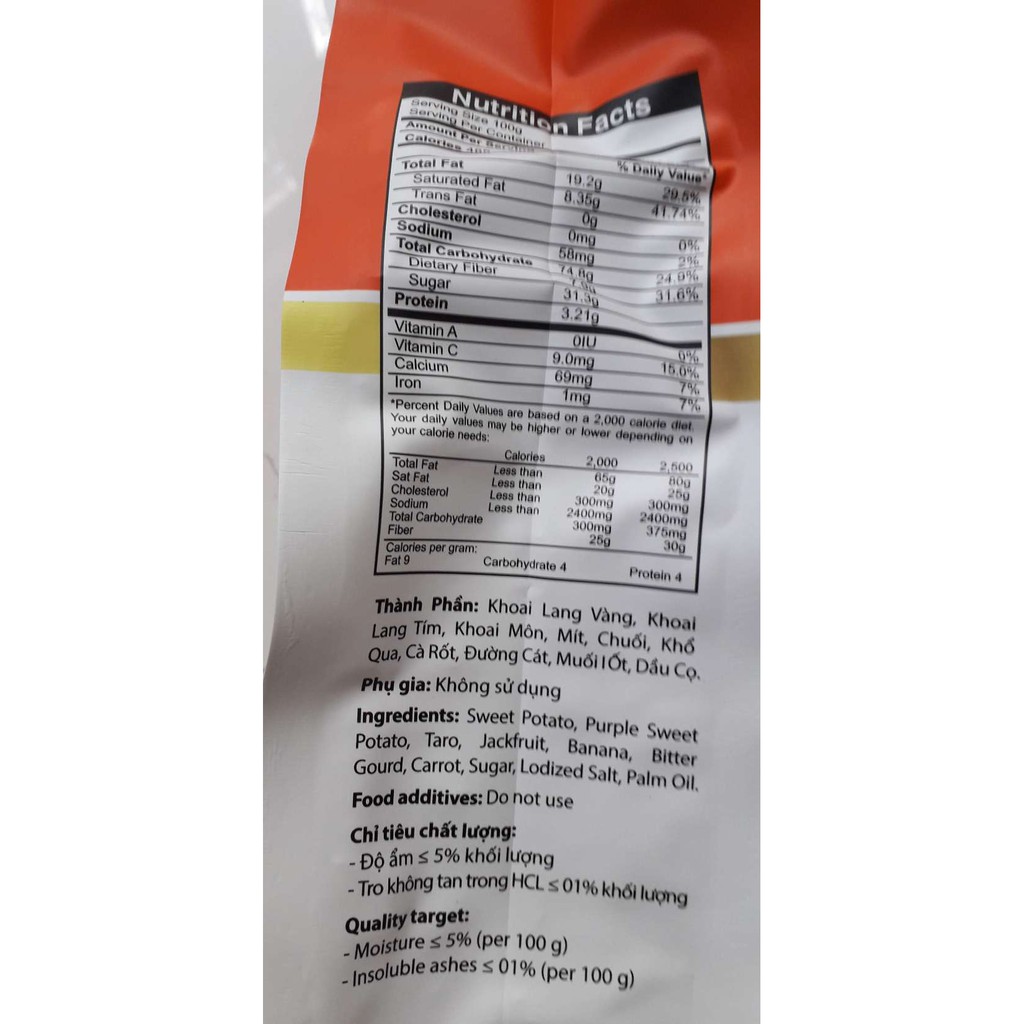 Nutrition Facts
Serving Size 100g
Serving Per Container
Amount Per Serving
Calories
% Daily Value*
Total Fat 19.2g 29.5%
Saturated Fat 8.35g 41.74%
Trans Fat 0g
Cholesterol 0mg 0%
Sodium 58mg 2%
Total Carbohydrate 74.8g 24.9%
Dietary Fiber 31.6%
Sugar 31.3g
Protein 3.21g
Vitamin A 0IU 0%
Vitamin C 9.0mg 15.0%
Calcium 69mg 7%
Iron 1mg 7%
*Percent Daily Values are based on a 2,000 calorie diet.
Your daily values may be higher or lower depending on
your calorie needs:
Calories 2,000 2,500
Total Fat Less than 65g 80g
Sat Fat Less than 20g 25g
Cholesterol Less than 300mg 300mg
Sodium Less than 2400mg 2400mg
Total Carbohydrate 300mg 375mg
Fiber 25g 30g
Calories per gram:
Fat 9 Carbohydrate 4 Protein 4
Thành Phần: Khoai Lang Vàng, Khoai
Lang Tím, Khoai Môn, Mít, Chuối, Khổ
Qua, Cà Rốt, Đường Cát, Muối IỐt, Dầu Cọ.
Phụ gia: Không sử dụng
Ingredients: Sweet Potato, Purple Sweet
Potato, Taro, Jackfruit, Banana, Bitter
Gourd, Carrot, Sugar, Lodized Salt, Palm Oil.
Food additives: Do not use
Chỉ tiêu chất lượng:
- Độ ẩm ≤ 5% khối lượng
- Tro không tan trong HCL ≤ 01% khối lượng
Quality target:
- Moisture ≤ 5% (per 100 g)
- Insoluble ashes ≤ 01% (per 100 g)